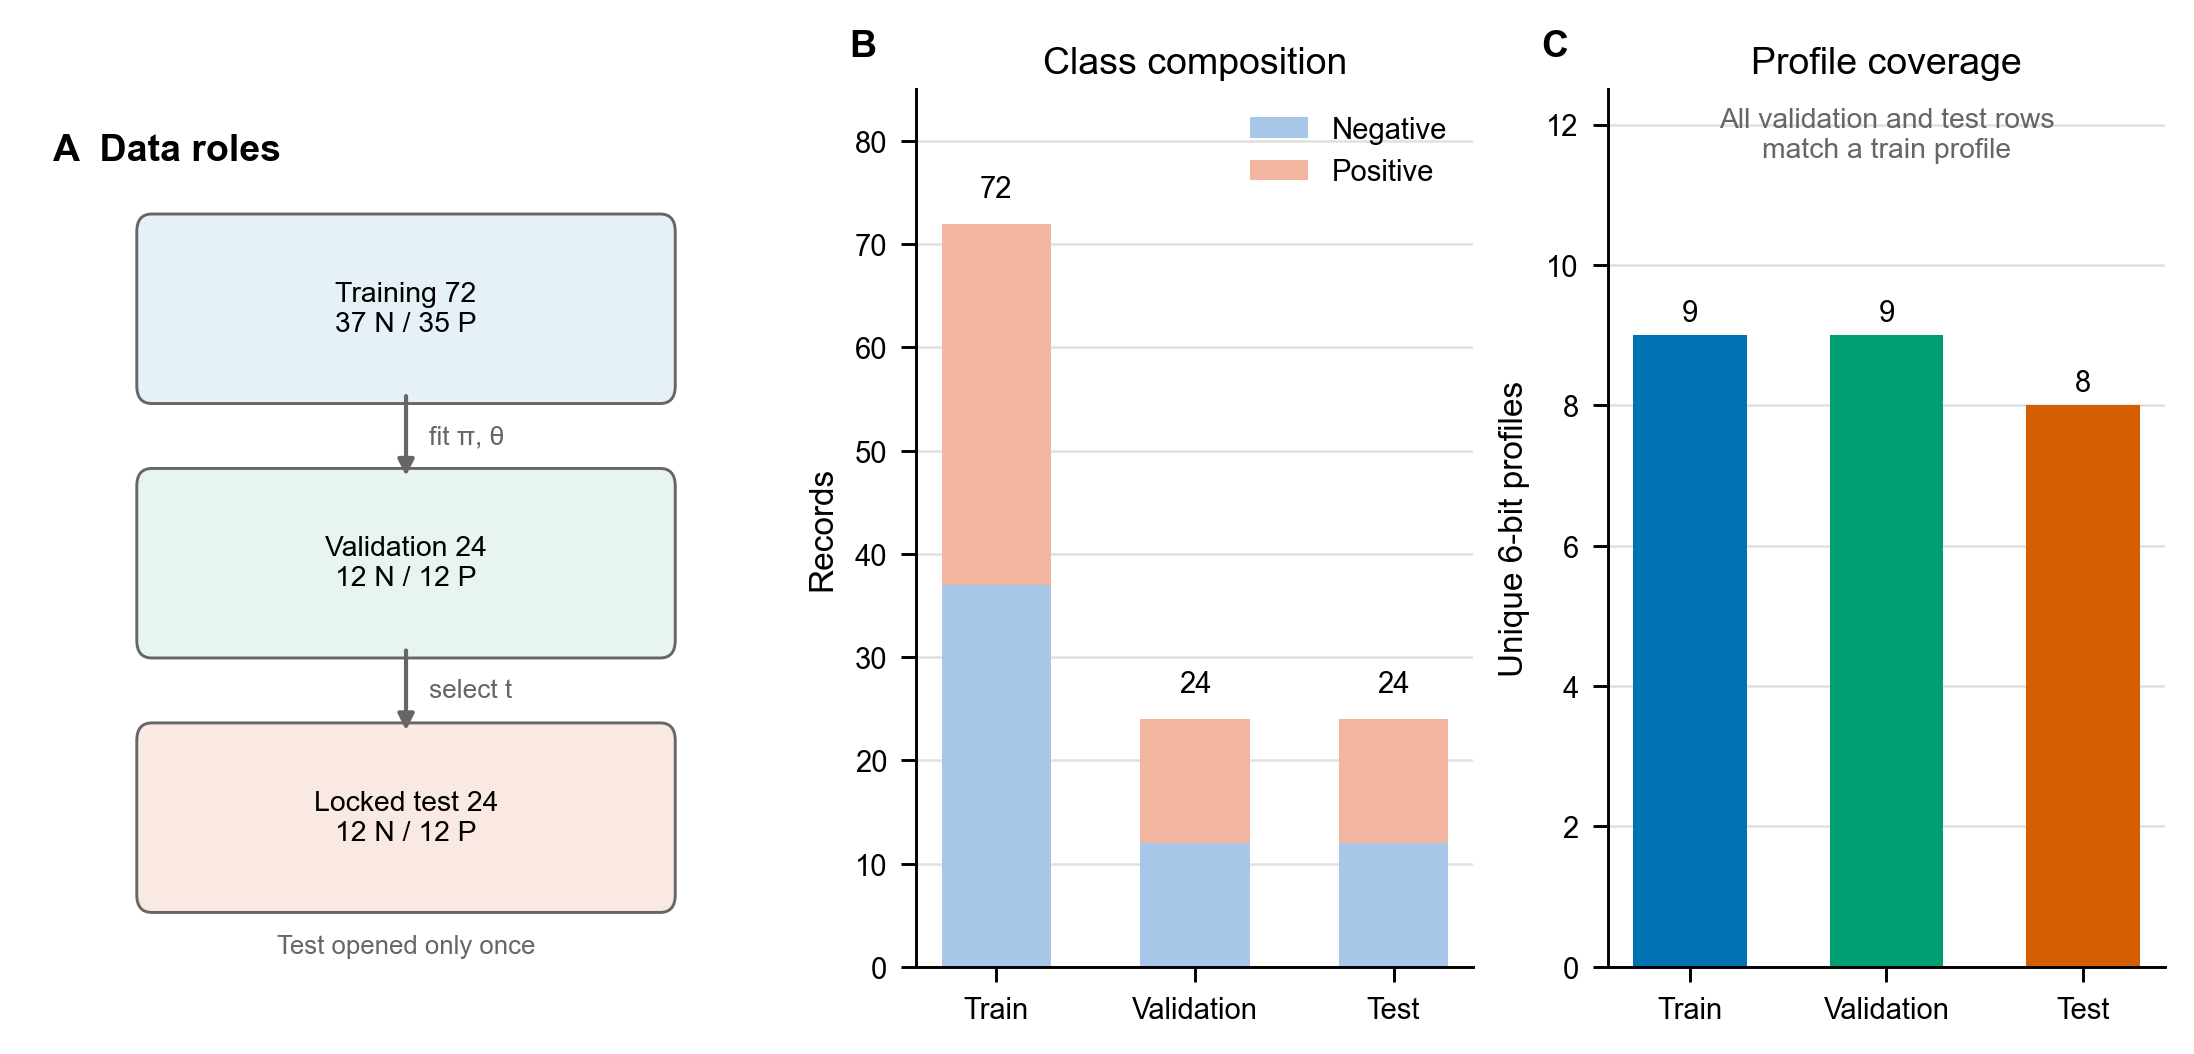 A Data roles
Training 72
37 N / 35 P
fit π, θ
Validation 24
12 N / 12 P
select t
Locked test 24
12 N / 12 P
Test opened only once
B
Class composition
Negative
Positive
Records
80
70
60
50
40
30
20
10
0
72
24
24
Train
Validation
Test
C
Profile coverage
All validation and test rows
match a train profile
Unique 6-bit profiles
12
10
8
6
4
2
0
9
9
8
Train
Validation
Test